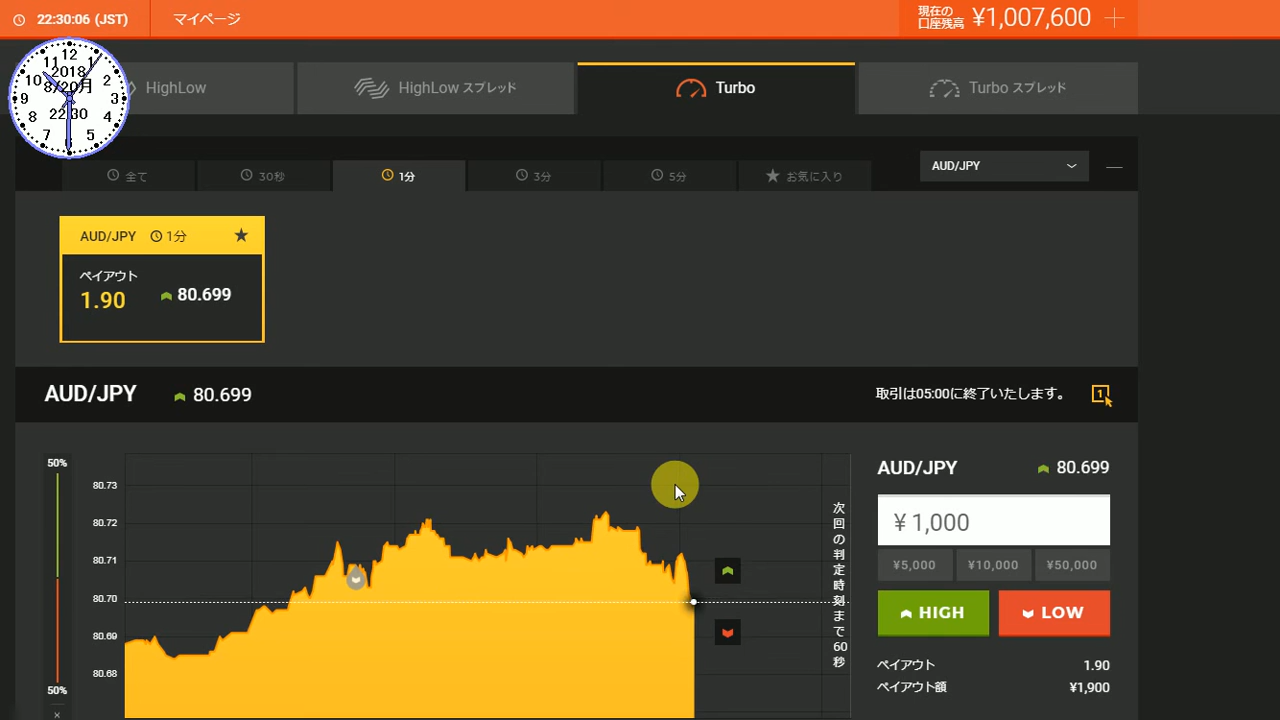 22:30:06 (JST)
マイページ
現在の
口座残高
¥1,007,600
12
11
1
2018
10
2
8/20月
9
3
22:30
8
4
7
5
HighLow
HighLow スプレッド
Turbo
Turbo スプレッド
全て
30秒
1分
3分
5分
お気に入り
AUD/JPY
AUD/JPY 1分
ペイアウト
1.90
80.699
AUD/JPY
80.699
取引は05:00に終了いたします。
1
50%
80.73
80.72
80.71
80.70
80.69
80.68
50%
×
次回の判定時刻まで60秒
AUD/JPY
80.699
¥ 1,000
¥5,000
¥10,000
¥50,000
HIGH
LOW
ペイアウト
1.90
ペイアウト額
¥1,900